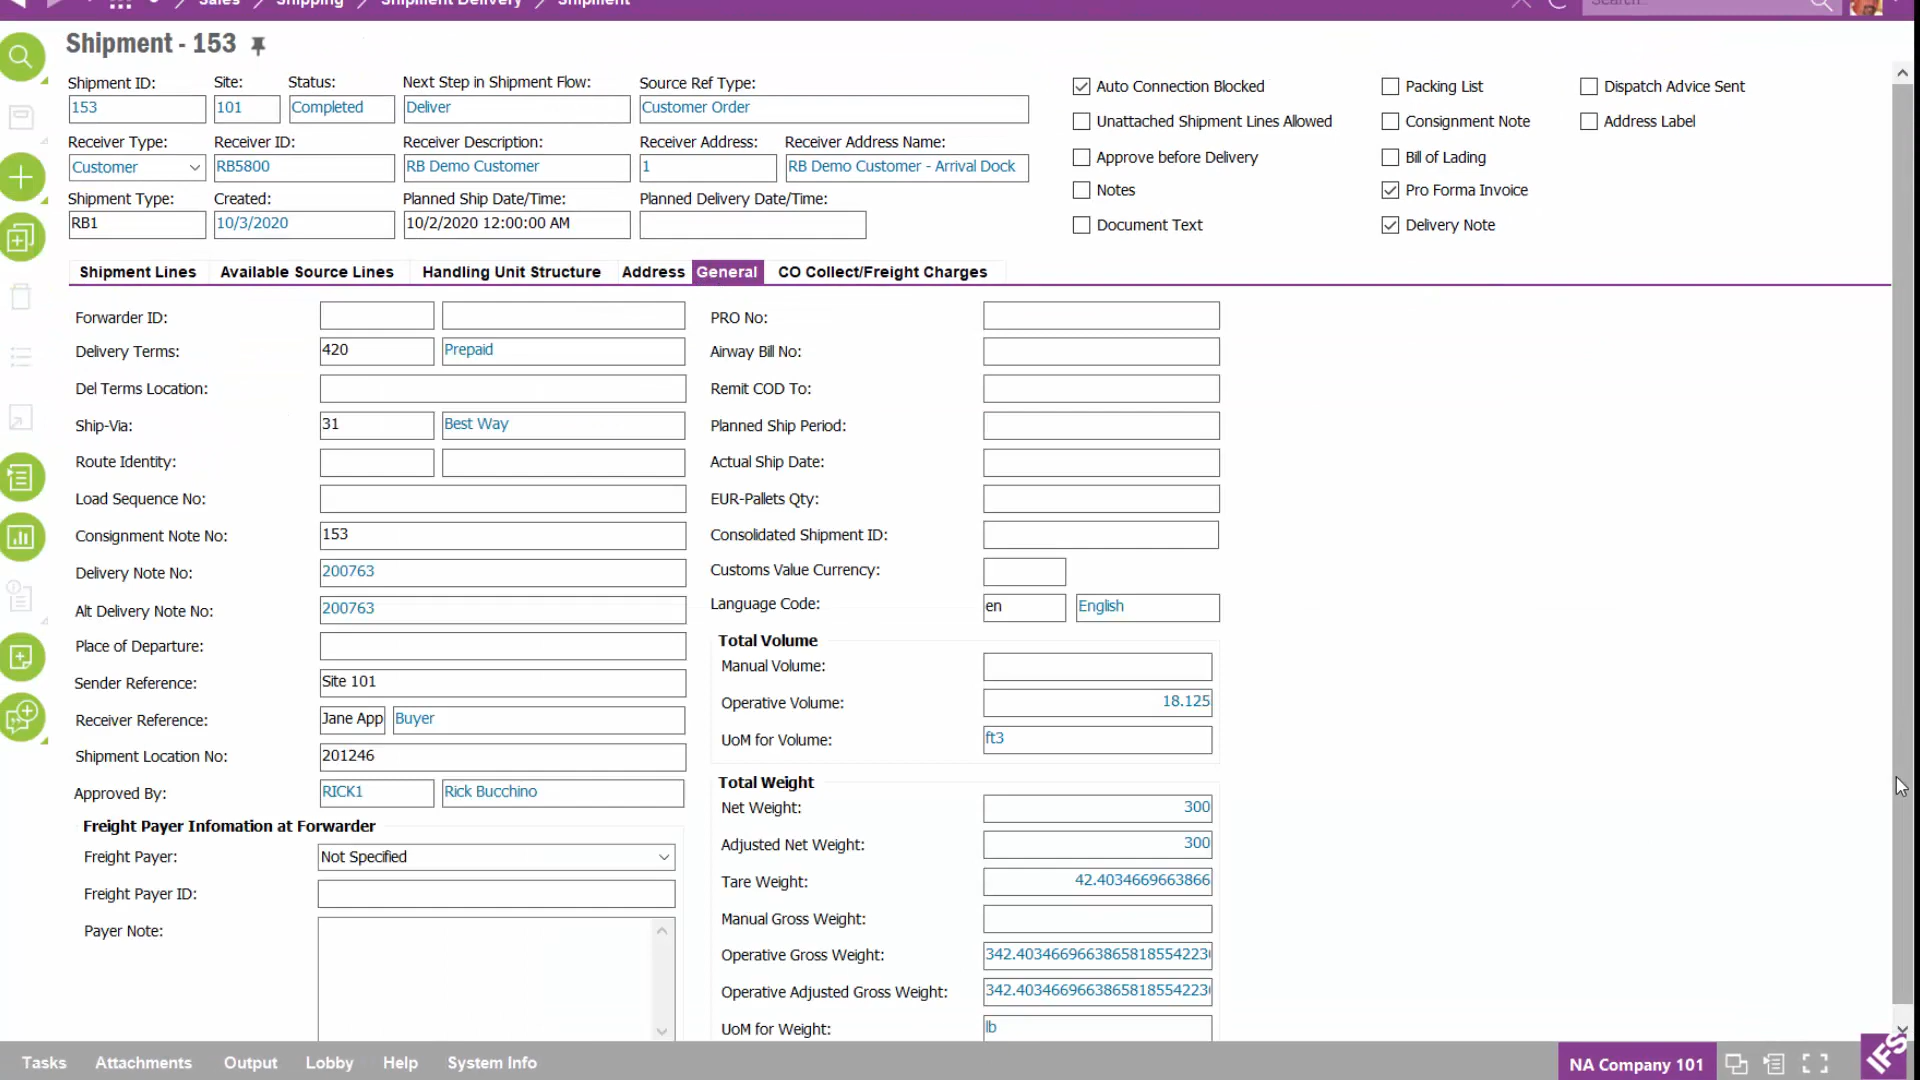 Sales Shipping Shipment Delivery Shipment Search...
Shipment - 153
Shipment ID: Site: Status: Next Step in Shipment Flow: Source Ref Type:
153 101 Completed Deliver Customer Order
Auto Connection Blocked Packing List Dispatch Advice Sent
Unattached Shipment Lines Allowed Consignment Note Address Label
Receiver Type: Receiver ID: Receiver Description: Receiver Address: Receiver Address Name:
Customer RB5800 RB Demo Customer 1 RB Demo Customer - Arrival Dock
Approve before Delivery Bill of Lading
Notes Pro Forma Invoice
Shipment Type: Created: Planned Ship Date/Time: Planned Delivery Date/Time:
RB1 10/3/2020 10/2/2020 12:00:00 AM
Document Text Delivery Note
Shipment Lines Available Source Lines Handling Unit Structure Address General CO Collect/Freight Charges
Forwarder ID: PRO No:
Delivery Terms: 420 Prepaid Airway Bill No:
Del Terms Location: Remit COD To:
Ship-Via: 31 Best Way Planned Ship Period:
Route Identity: Actual Ship Date:
Load Sequence No: EUR-Pallets Qty:
Consignment Note No: 153 Consolidated Shipment ID:
Delivery Note No: 200763 Customs Value Currency:
Alt Delivery Note No: 200763 Language Code: en English
Place of Departure: Total Volume
Manual Volume:
Sender Reference: Site 101 Operative Volume: 18.125
Receiver Reference: Jane App Buyer UoM for Volume: ft3
Shipment Location No: 201246
Approved By: RICK1 Rick Bucchino Total Weight
Net Weight: 300
Freight Payer Infomation at Forwarder
Freight Payer: Not Specified Adjusted Net Weight: 300
Freight Payer ID: Tare Weight: 42.4034669663866
Payer Note: Manual Gross Weight:
Operative Gross Weight: 342.4034669663865818554223
Operative Adjusted Gross Weight: 342.4034669663865818554223
UoM for Weight: lb
Tasks Attachments Output Lobby Help System Info NA Company 101 IFS